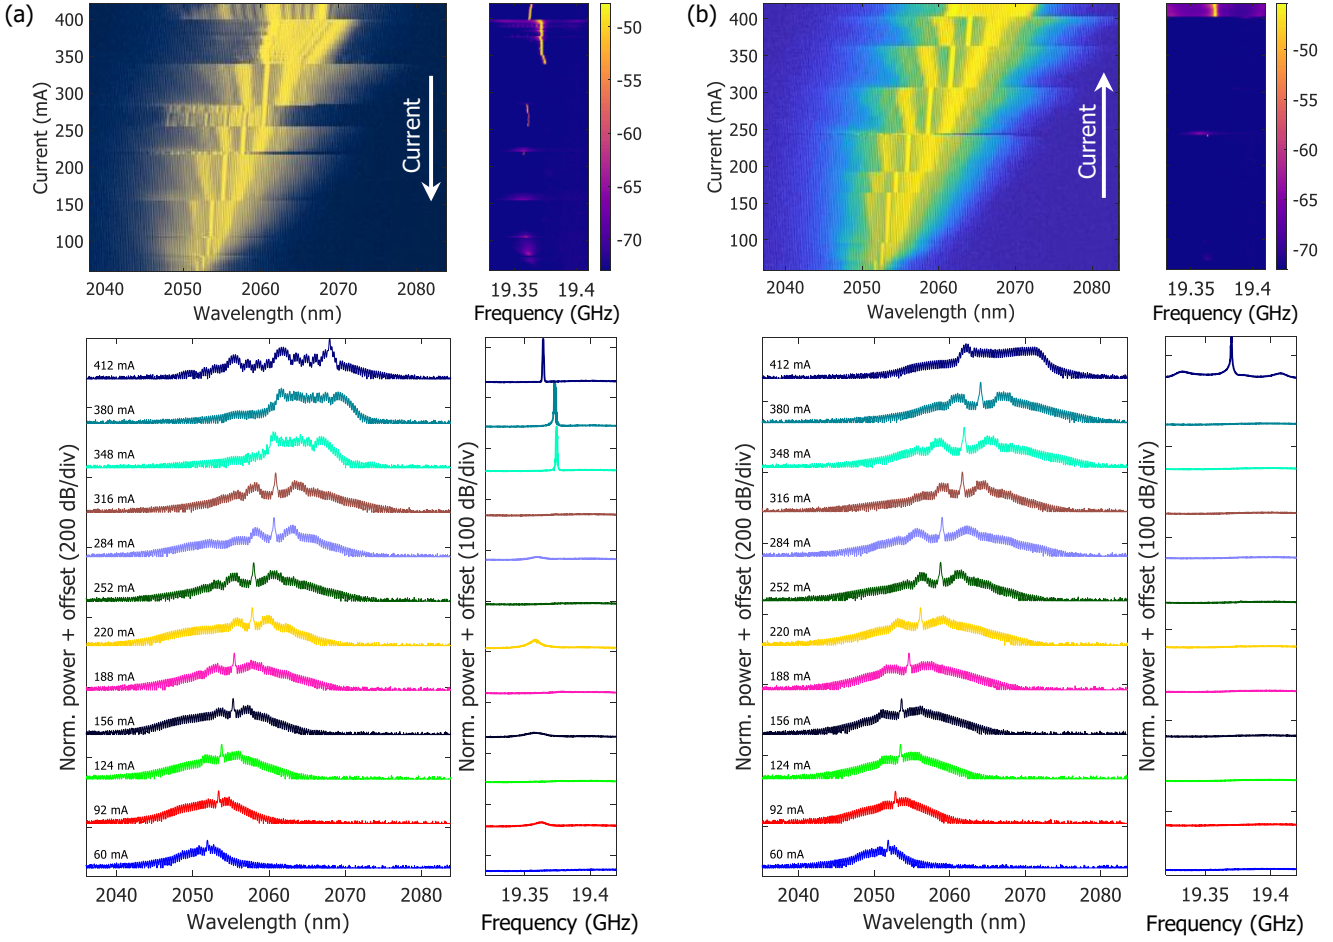 (a)
400
350
300
250
200
150
100
Current (mA)
Current
2040 2050 2060 2070 2080
Wavelength (nm)
19.35 19.4
Frequency (GHz)
-50
-55
-60
-65
-70
412 mA
380 mA
348 mA
316 mA
284 mA
252 mA
220 mA
188 mA
156 mA
124 mA
92 mA
60 mA
Norm. power + offset (200 dB/div)
2040 2050 2060 2070 2080
Wavelength (nm)
Norm. power + offset (100 dB/div)
19.35 19.4
Frequency (GHz)
(b)
400
350
300
250
200
150
100
Current (mA)
Current
2040 2050 2060 2070 2080
Wavelength (nm)
19.35 19.4
Frequency (GHz)
-50
-55
-60
-65
-70
412 mA
380 mA
348 mA
316 mA
284 mA
252 mA
220 mA
188 mA
156 mA
124 mA
92 mA
60 mA
Norm. power + offset (200 dB/div)
2040 2050 2060 2070 2080
Wavelength (nm)
Norm. power + offset (100 dB/div)
19.35 19.4
Frequency (GHz)